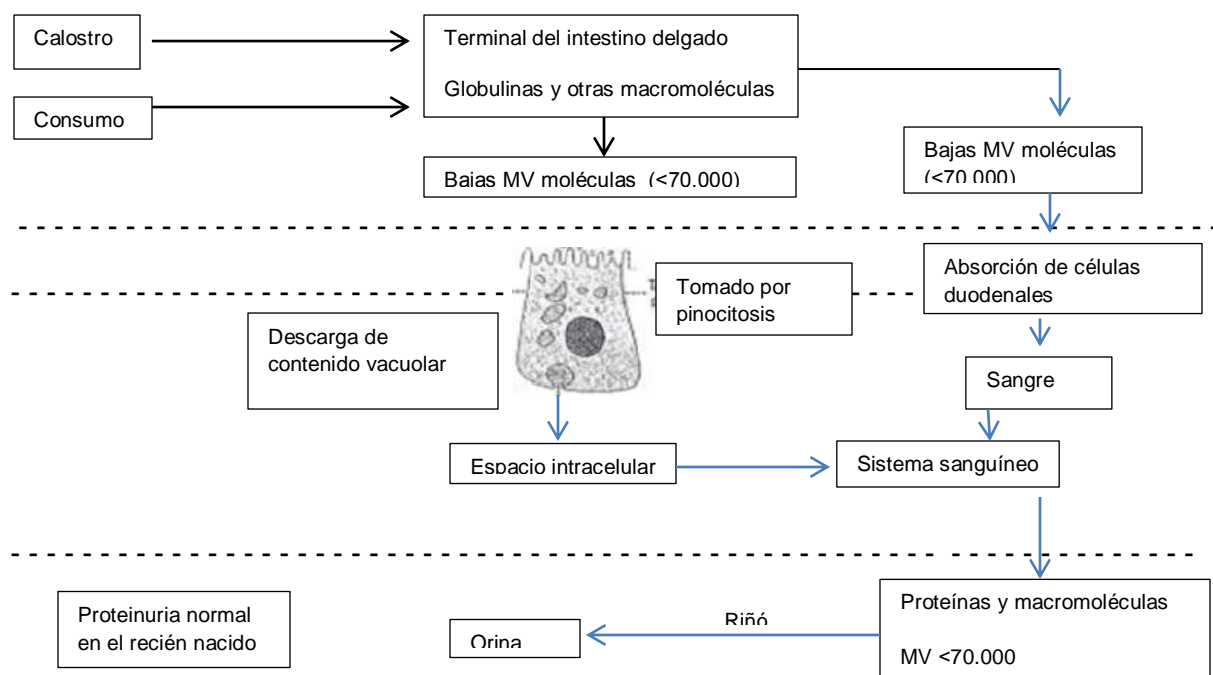 Calostro
Consumo
Terminal del intestino delgado
Globulinas y otras macromoléculas
Bajas MV moléculas (<70.000)
Bajas MV moléculas
(<70.000)
Absorción de células
duodenales
Tomado por
pinocitosis
Descarga de
contenido vacuolar
Sangre
Espacio intracelular
Sistema sanguíneo
Proteínas y macromoléculas
MV <70.000
Riñó
Orina
Proteinuria normal
en el recién nacido